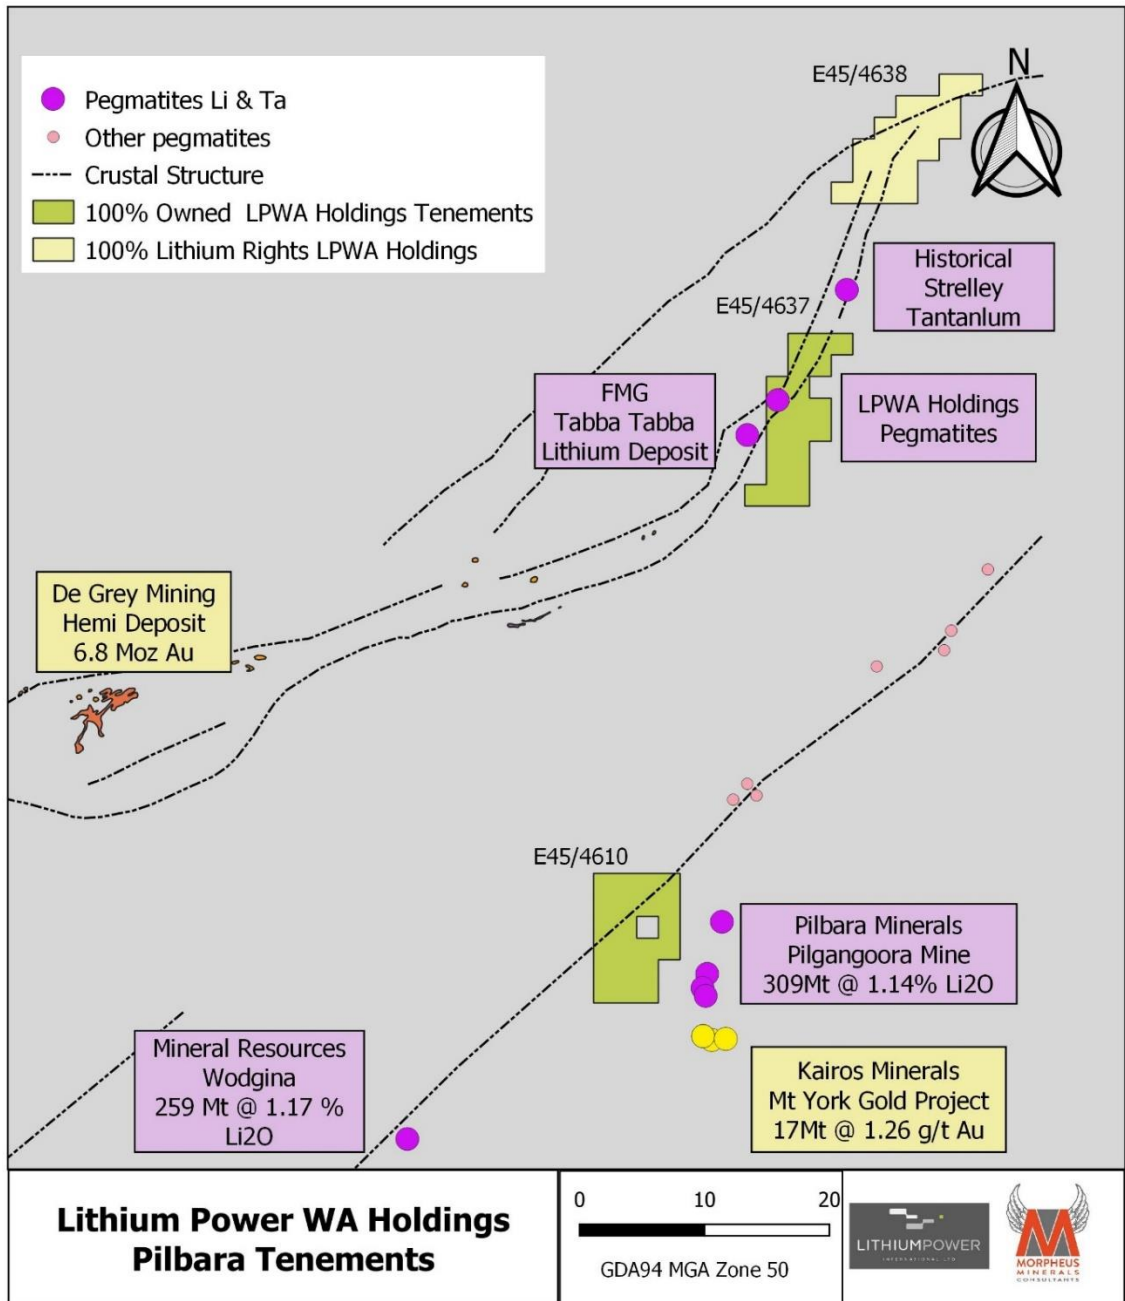 E45/4638
N
Pegmatites Li & Ta
Other pegmatites
Crustal Structure
100% Owned LPWA Holdings Tenements
100% Lithium Rights LPWA Holdings
Historical
Strelley
Tantanlum
E45/4637
FMG
Tabba Tabba
Lithium Deposit
LPWA Holdings
Pegmatites
De Grey Mining
Hemi Deposit
6.8 Moz Au
E45/4610
Pilbara Minerals
Pilgangoora Mine
309Mt @ 1.14% Li2O
Mineral Resources
Wodgina
259 Mt @ 1.17 %
Li2O
Kairos Minerals
Mt York Gold Project
17Mt @ 1.26 g/t Au
Lithium Power WA Holdings
Pilbara Tenements
0 10 20
GDA94 MGA Zone 50
LITHIUMPOWER
INTERNATIONAL LTD
MORPHEUS
MINERALS
CONSULTANTS